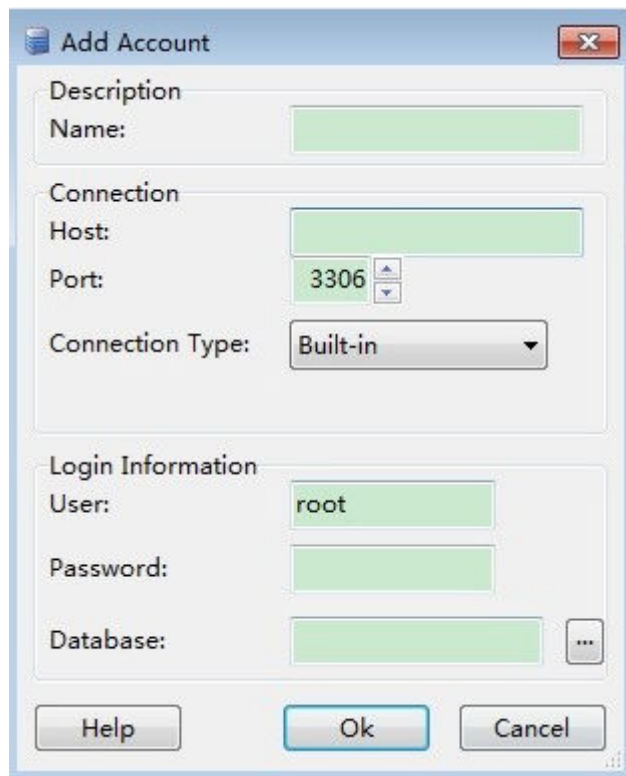 Add Account
Description
Name:
Connection
Host:
Port: 3306
Connection Type: Built-in
Login Information
User: root
Password:
Database: ...
Help Ok Cancel